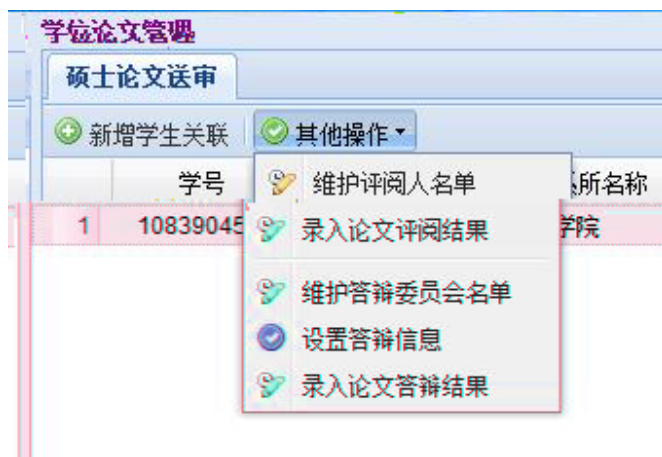 学位论文管理
硕士论文送审
新增学生关联 其他操作
学号 所名称
维护评阅人名单
1 10839045 学院
录入论文评阅结果
维护答辩委员会名单
设置答辩信息
录入论文答辩结果